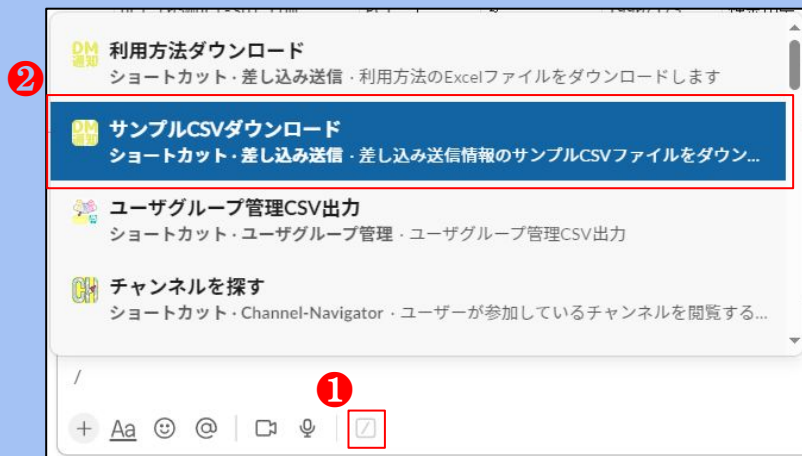 DM通知
利用方法ダウンロード
ショートカット · 差し込み送信 · 利用方法のExcelファイルをダウンロードします
❷
DM通知
サンプルCSVダウンロード
ショートカット · 差し込み送信 · 差し込み送信情報のサンプルCSVファイルをダウン...
ユーザグループ管理CSV出力
ショートカット · ユーザグループ管理 · ユーザグループ管理CSV出力
CH
チャンネルを探す
ショートカット · Channel-Navigator · ユーザーが参加しているチャンネルを閲覧する...
/
❶
+ Aa @ /